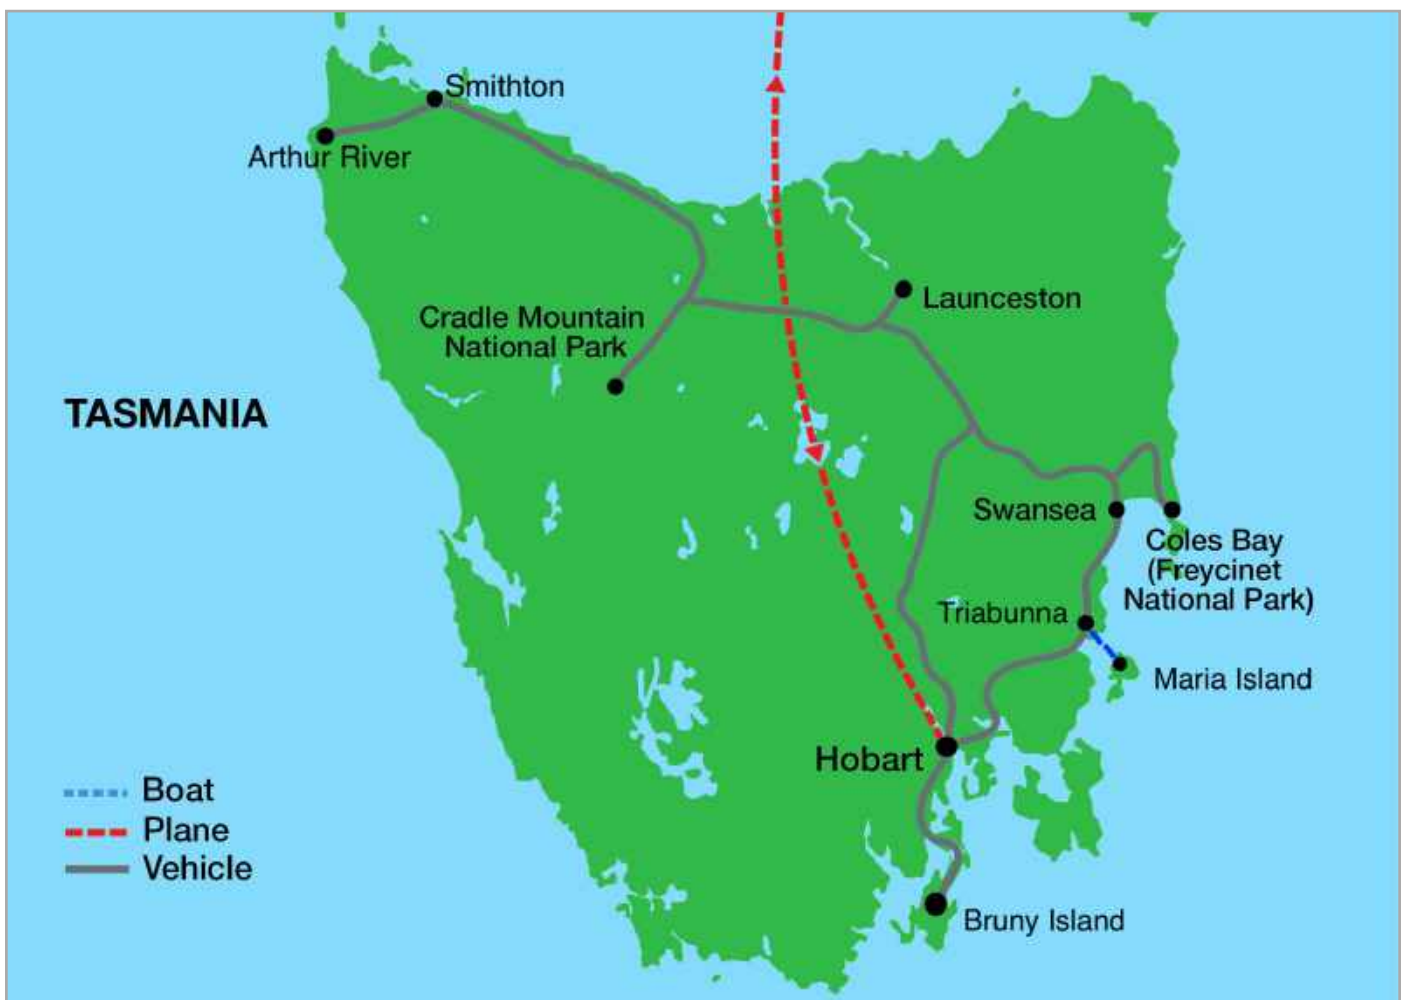 Smithton
Arthur River
Launceston
Cradle Mountain
National Park
TASMANIA
Swansea
Coles Bay
(Freycinet
National Park)
Triabunna
Maria Island
Hobart
Boat
Plane
Vehicle
Bruny Island